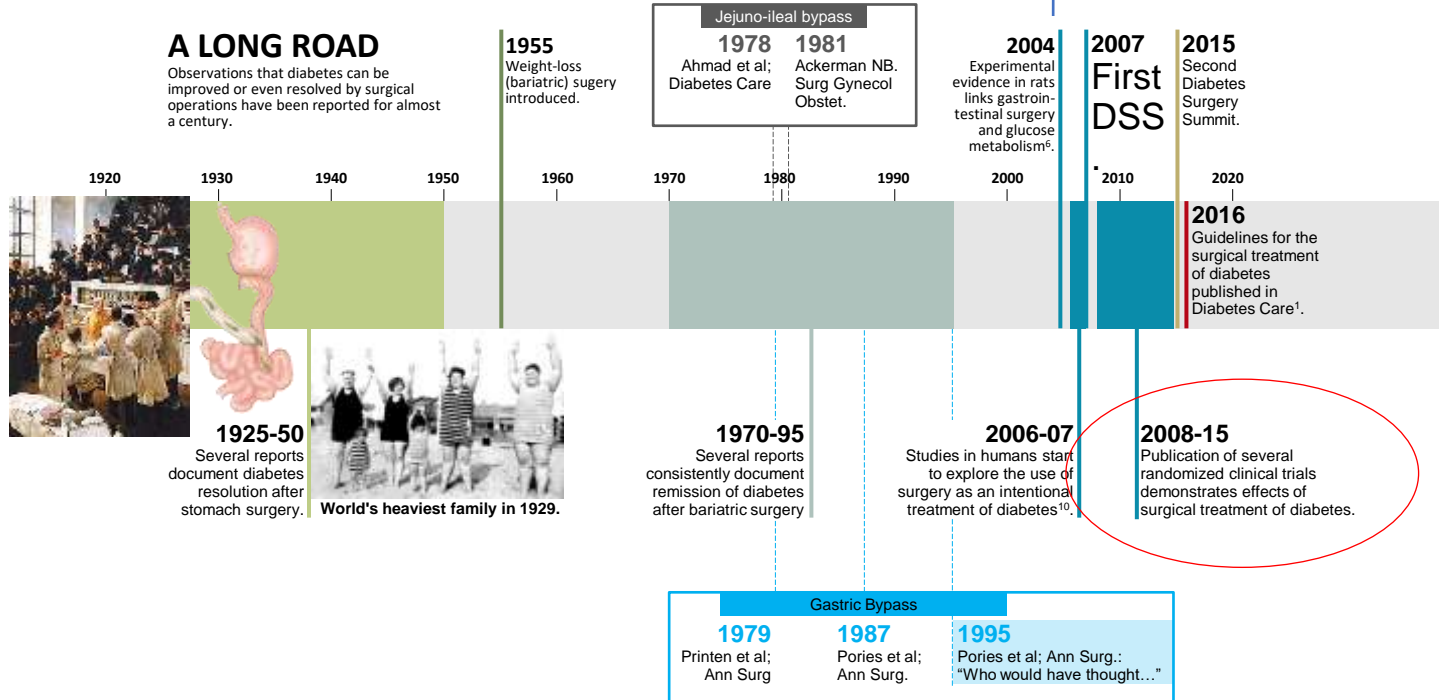 A LONG ROAD
Observations that diabetes can be
improved or even resolved by surgical
operations have been reported for almost
a century.
1955
Weight-loss
(bariatric) sugery
introduced.
Jejuno-ileal bypass
1978
Ahmad et al;
Diabetes Care
1981
Ackerman NB.
Surg Gynecol
Obstet.
2004
Experimental
evidence in rats
links gastroin-
testinal surgery
and glucose
metabolism⁶.
2007
First
DSS
.
2015
Second
Diabetes
Surgery
Summit.
1920 1930 1940 1950 1960 1970 1980 1990 2000 2010 2020
2016
Guidelines for the
surgical treatment
of diabetes
published in
Diabetes Care¹.
1925-50
Several reports
document diabetes
resolution after
stomach surgery.
World's heaviest family in 1929.
1970-95
Several reports
consistently document
remission of diabetes
after bariatric surgery
2006-07
Studies in humans start
to explore the use of
surgery as an intentional
treatment of diabetes¹⁰.
2008-15
Publication of several
randomized clinical trials
demonstrates effects of
surgical treatment of diabetes.
Gastric Bypass
1979
Printen et al;
Ann Surg
1987
Pories et al;
Ann Surg.
1995
Pories et al; Ann Surg.:
“Who would have thought…”